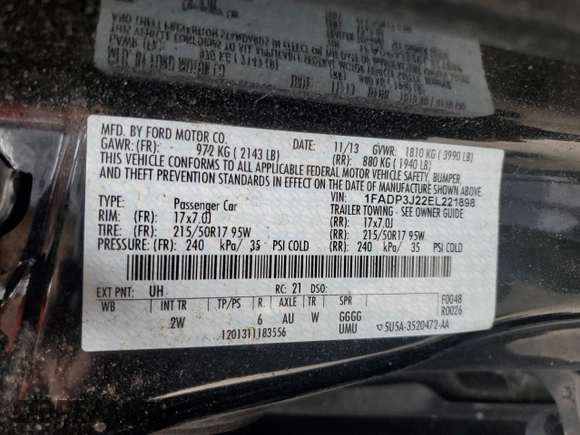 MFD. BY FORD MOTOR CO.
DATE: 11/13 GVWR: 1810 KG ( 3990 LB)
GAWR: (FR): 972 KG ( 2143 LB) (RR): 880 KG ( 1940 LB)
THIS VEHICLE CONFORMS TO ALL APPLICABLE FEDERAL MOTOR VEHICLE SAFETY, BUMPER
AND THEFT PREVENTION STANDARDS IN EFFECT ON THE DATE OF MANUFACTURE SHOWN ABOVE.
VIN: 1FADP3J22EL221898
TYPE: Passenger Car TRAILER TOWING - SEE OWNER GUIDE
RIM: (FR): 17x7.0J (RR): 17x7.0J
TIRE: (FR): 215/50R17 95W (RR): 215/50R17 95W
PRESSURE: (FR): 240 kPa/ 35 PSI COLD (RR): 240 kPa/ 35 PSI COLD
EXT PNT: UH RC: 21 DSO: F0048
WB INT TR TP/PS R. AXLE TR SPR R0026
2W 6 AU W GGGG
UMU
1201311183556
5U5A-3520472-AA